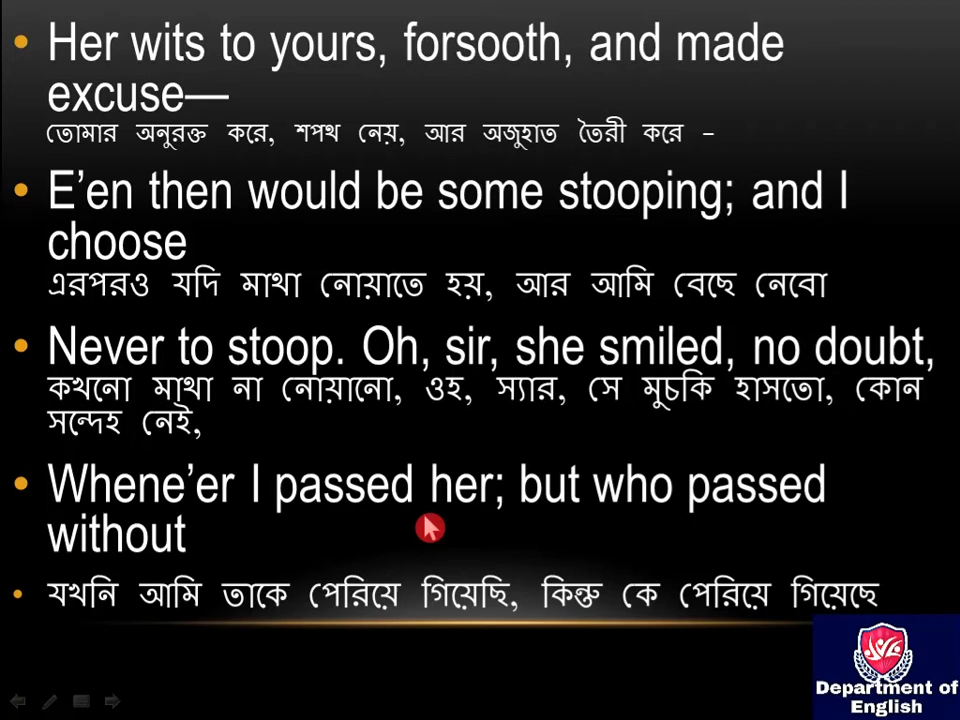 • Her wits to yours, forsooth, and made
excuse—
তোমার অনুরক্ত করে, শপথ নেয়, আর অজুহাত তৈরী করে –
• E’en then would be some stooping; and I
choose
এরপরও যদি মাথা নোয়াতে হয়, আর আমি বেছে নেবো
• Never to stoop. Oh, sir, she smiled, no doubt,
কখনো মাথা না নোয়ানো, ওহ, স্যার, সে মুচকি হাসতো, কোন
সন্দেহ নেই,
• Whene’er I passed her; but who passed
without
• যখনি আমি তাকে পেরিয়ে গিয়েছি, কিন্তু কে পেরিয়ে গিয়েছে
Department of
English